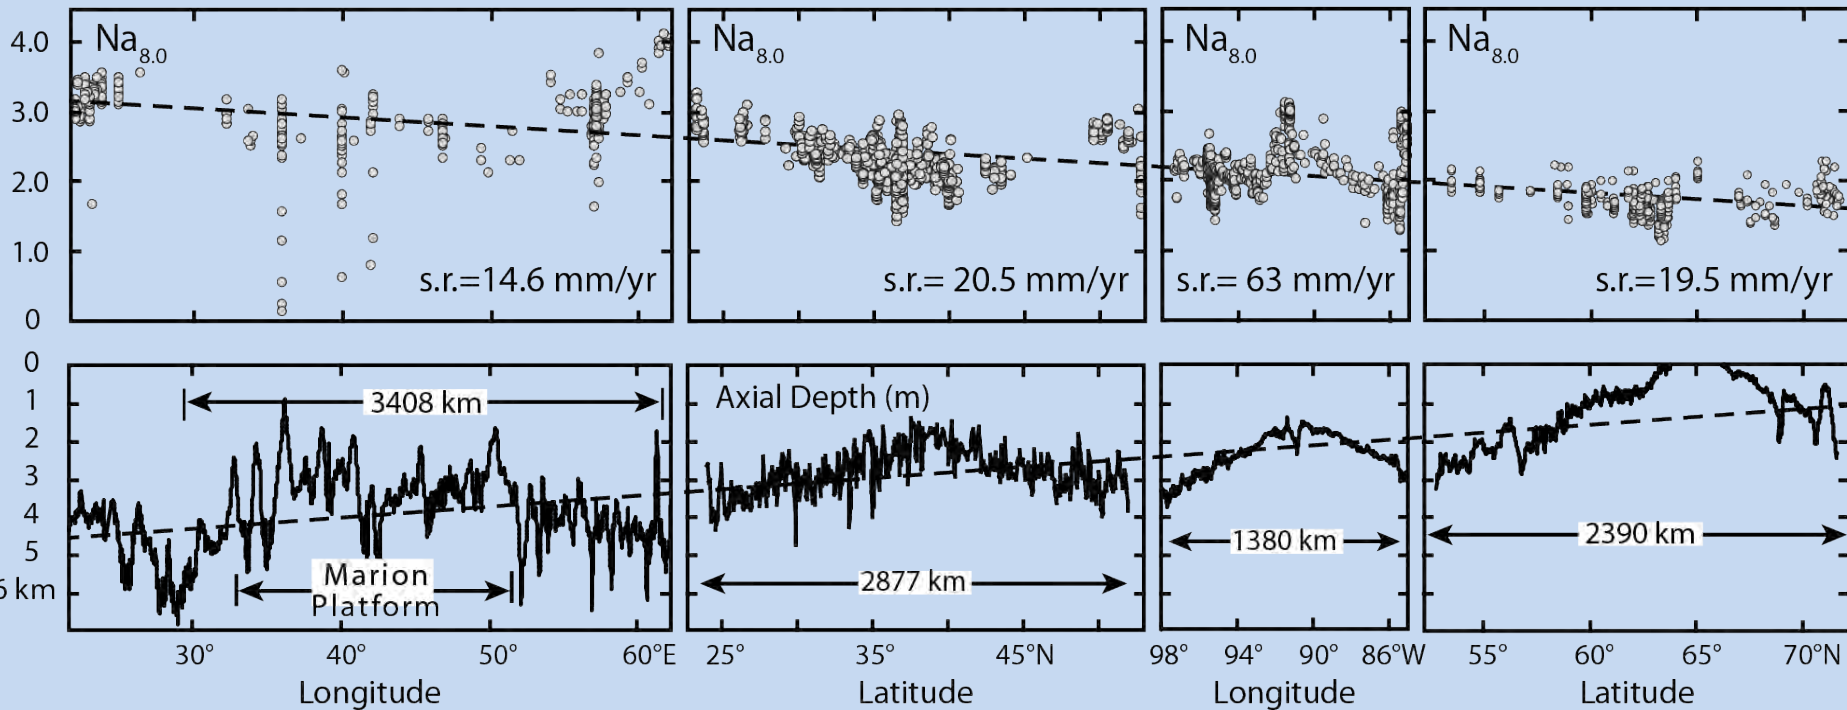 4.0
3.0
2.0
1.0
0
Na8.0
s.r.=14.6 mm/yr
Na8.0
s.r.= 20.5 mm/yr
Na8.0
s.r.= 63 mm/yr
Na8.0
s.r.=19.5 mm/yr
0
1
2
3
4
5
6 km
3408 km
Marion
Platform
Axial Depth (m)
2877 km
1380 km
2390 km
30° 40° 50° 60°E
25° 35° 45°N
98° 94° 90° 86°W
55° 60° 65° 70°N
Longitude
Latitude
Longitude
Latitude